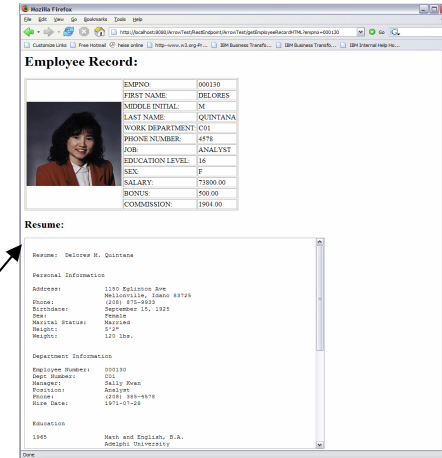 Mozilla Firefox
File Edit View Go Bookmarks Tools Help
http://localhost:8080/ArrowTest/RestEndpoint/ArrowTest/getEmployeeRecordHTML?empno=000130 Go
Customize Links Free Hotmail heise online http--www.w3.org-Pr... IBM Business Transfo... IBM Business Transfo... IBM Internal Help Ho...
Employee Record:
EMPNO: 000130
FIRST NAME: DELORES
MIDDLE INITIAL: M
LAST NAME: QUINTANA
WORK DEPARTMENT: C01
PHONE NUMBER: 4578
JOB: ANALYST
EDUCATION LEVEL: 16
SEX: F
SALARY: 73800.00
BONUS: 500.00
COMMISSION: 1904.00
Resume:
Resume: Delores M. Quintana
Personal Information
Address: 1150 Eglinton Ave
Mellonville, Idaho 83725
Phone: (208) 875-9933
Birthdate: September 15, 1925
Sex: Female
Marital Status: Married
Height: 5'2"
Weight: 120 lbs.
Department Information
Employee Number: 000130
Dept Number: C01
Manager: Sally Kwan
Position: Analyst
Phone: (208) 385-4578
Hire Date: 1971-07-28
Education
1965 Math and English, B.A.
Adelphi University
Done